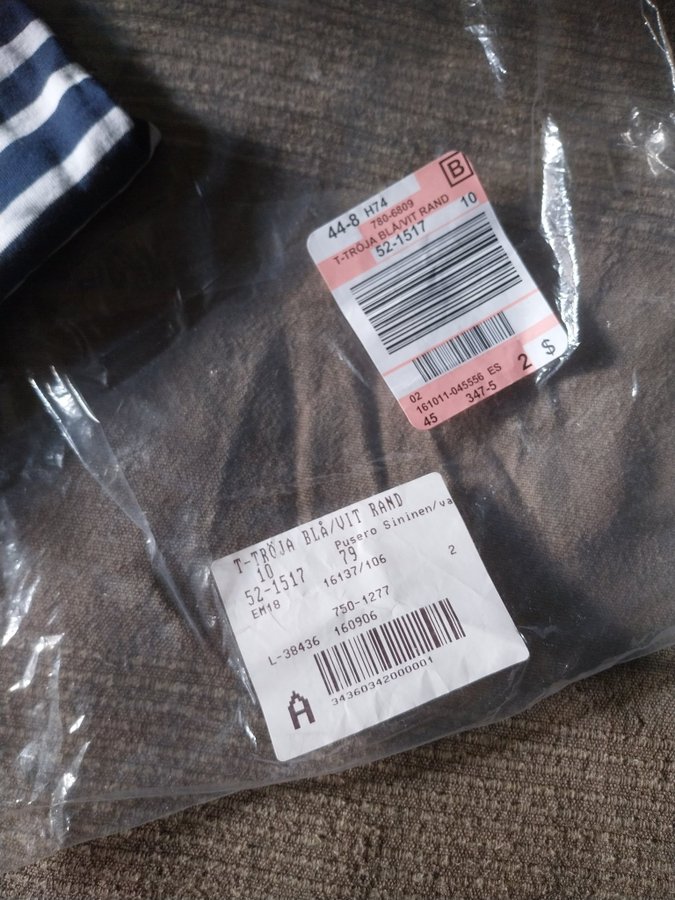 B
44-8 H74
780-6809
T-TRÖJA BLÅ/VIT RAND 10
52-1517
02
161011-045556 ES 2 $
45 347-5
T-TRÖJA BLÅ/VIT RAND
10 Pusero Sininen/va
52-1517 79
EM18 16137/106 2
750-1277
L-38436 160906
34360342000001